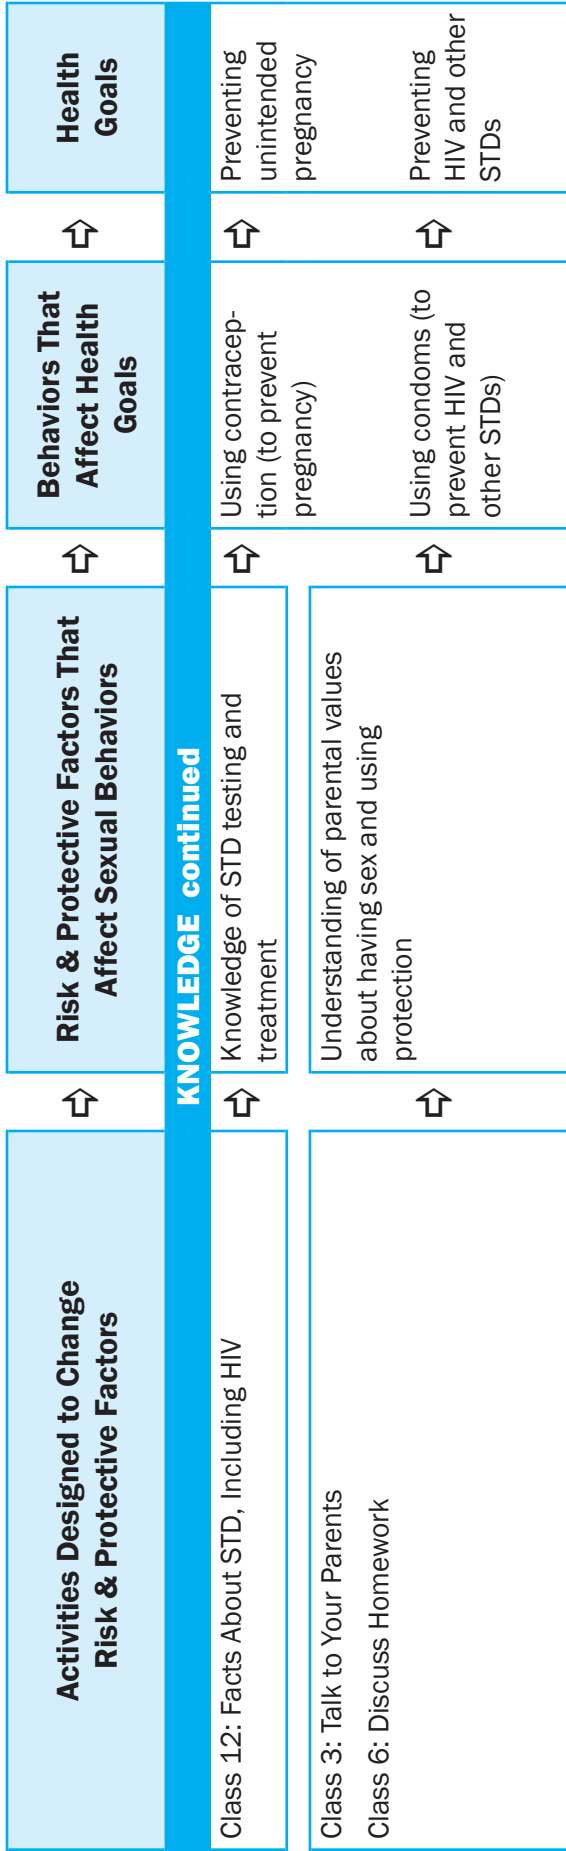 Activities Designed to Change
Risk & Protective Factors
Risk & Protective Factors That
Affect Sexual Behaviors
Behaviors That
Affect Health
Goals
Health
Goals
KNOWLEDGE continued
Class 12: Facts About STD, Including HIV
Knowledge of STD testing and
treatment
Using contracep-
tion (to prevent
pregnancy)
Preventing
unintended
pregnancy
Class 3: Talk to Your Parents
Class 6: Discuss Homework
Understanding of parental values
about having sex and using
protection
Using condoms (to
prevent HIV and
other STDs)
Preventing
HIV and other
STDs